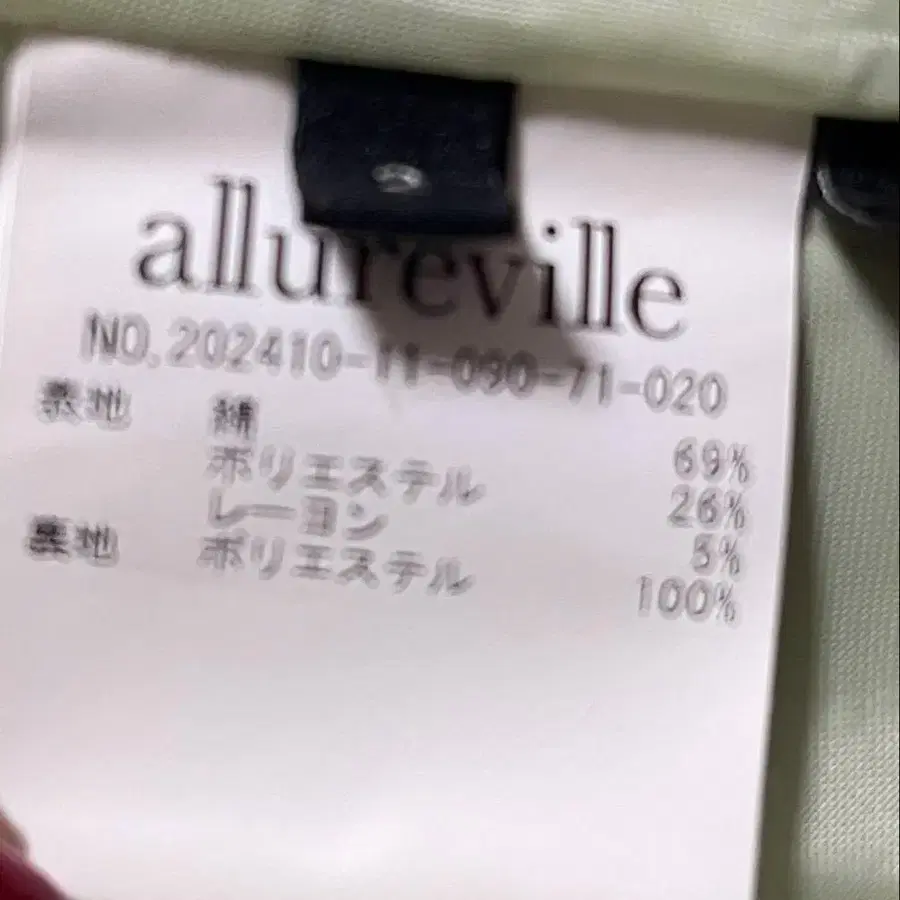 allureville
NO.202410-11-090-71-020
表地 綿 69%
ポリエステル 26%
レーヨン 5%
裏地 ポリエステル 100%